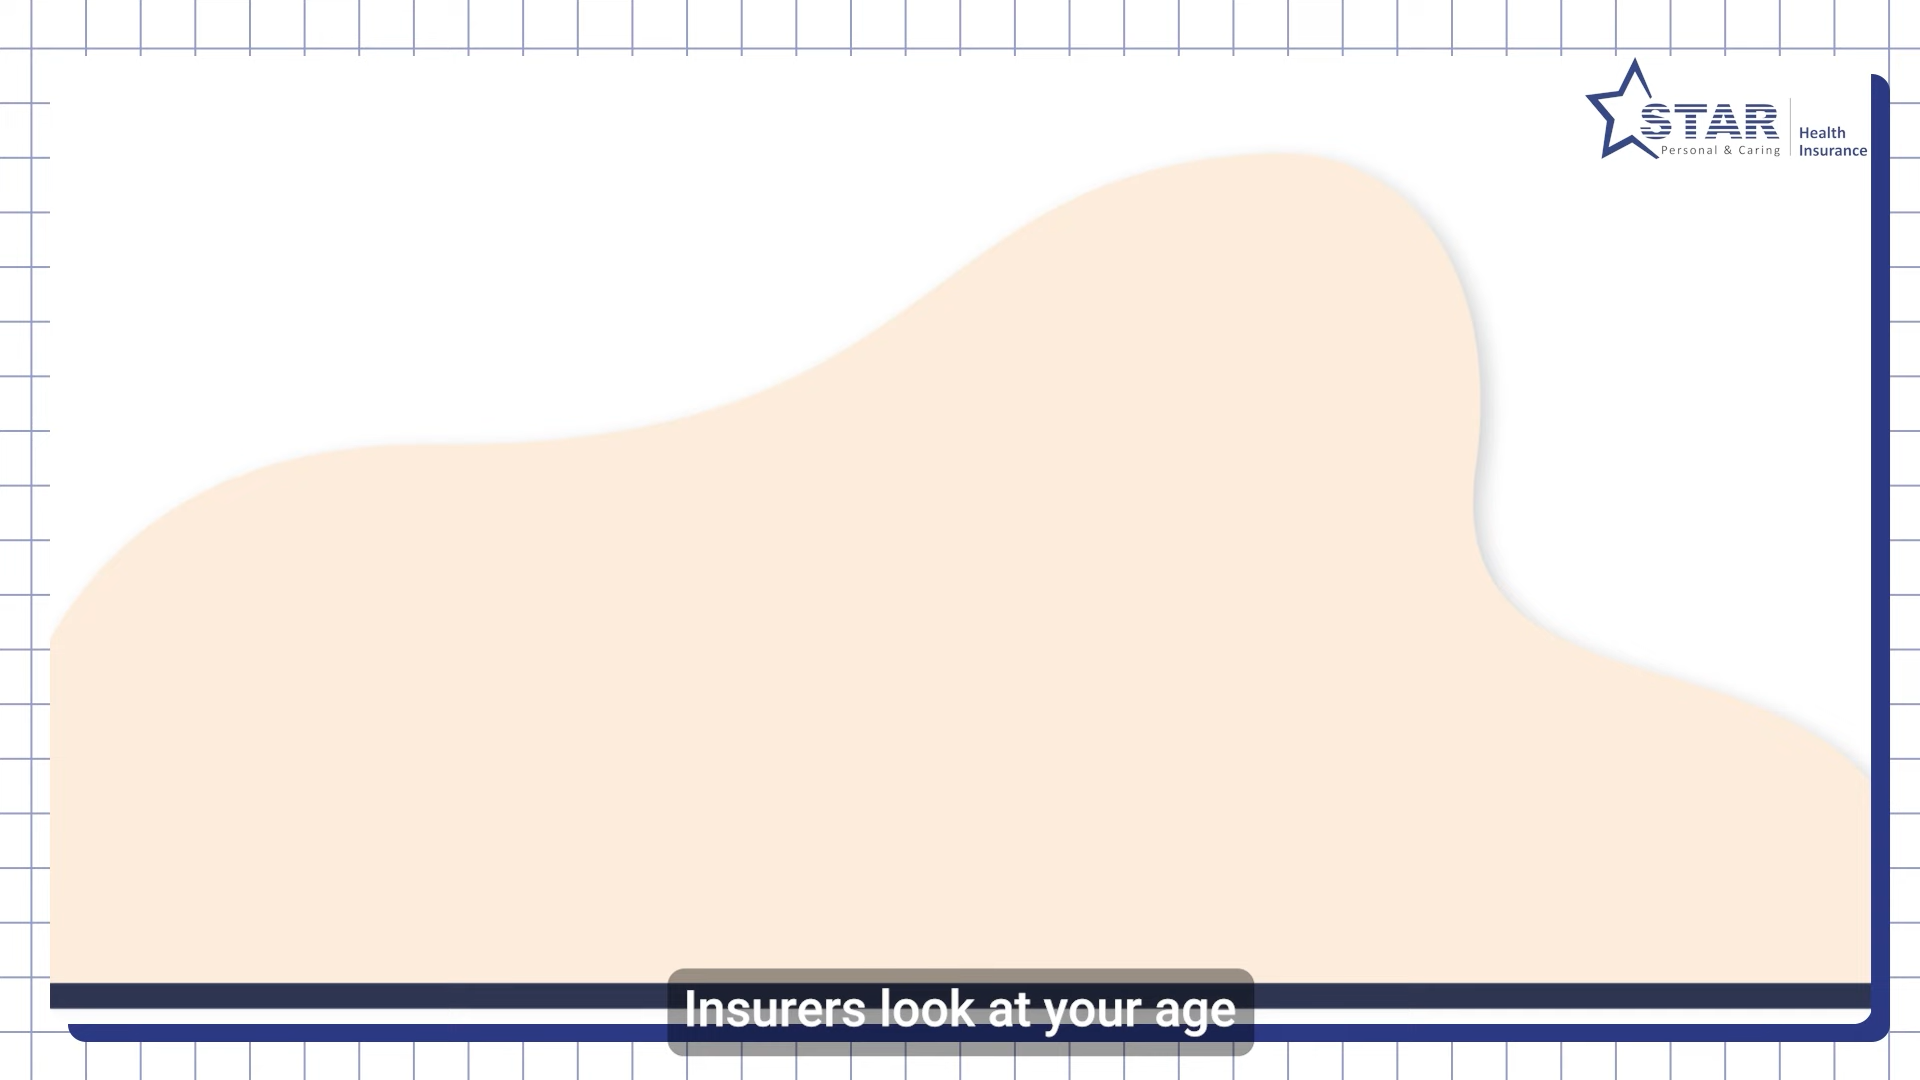 STAR
Personal & Caring
Health
Insurance
Insurers look at your age